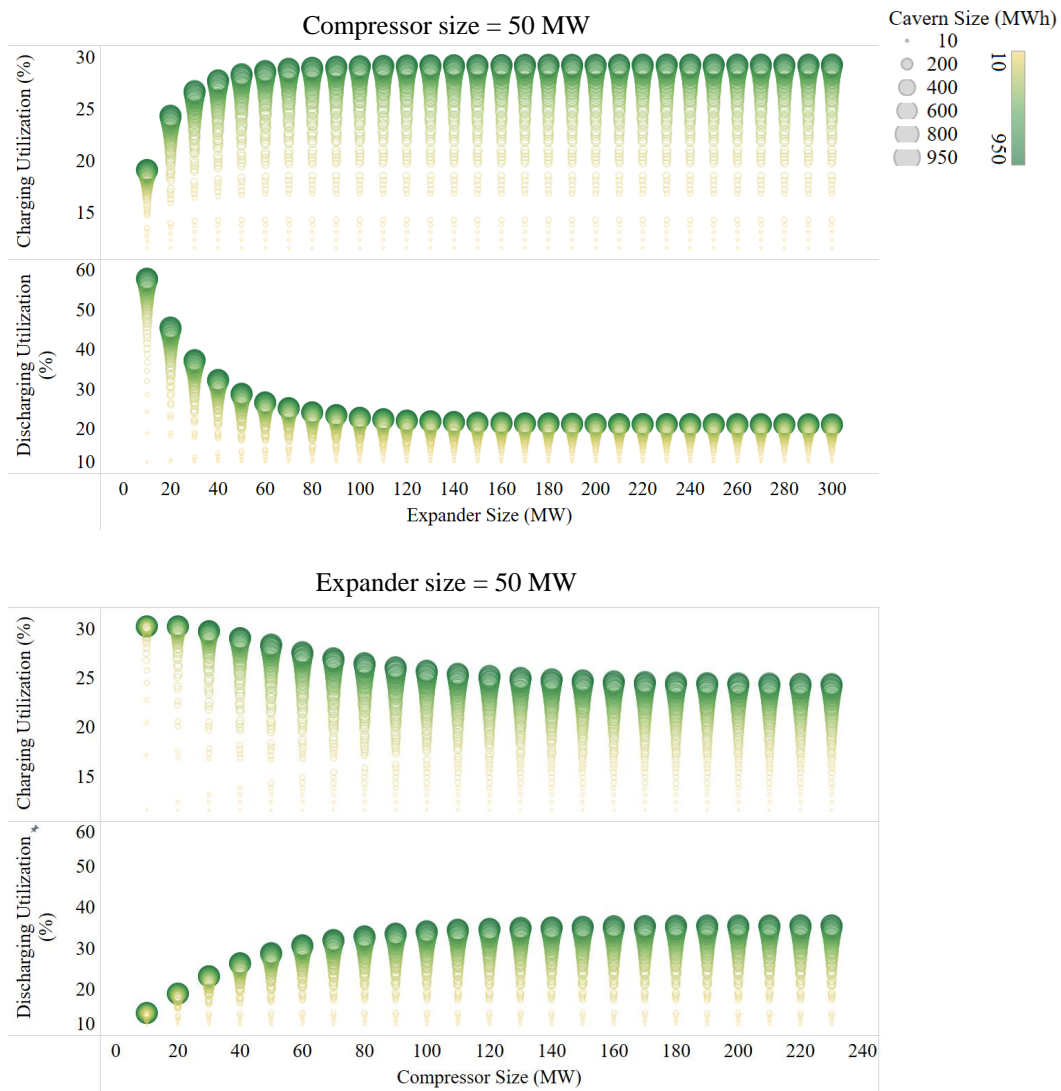 Compressor size = 50 MW
Cavern Size (MWh)
10
200
400
600
800
950
10
950
Charging Utilization (%)
30
25
20
15
Discharging Utilization
(%)
60
50
40
30
20
10
0 20 40 60 80 100 120 140 160 180 200 220 240 260 280 300
Expander Size (MW)
Expander size = 50 MW
Charging Utilization (%)
30
25
20
15
Discharging Utilization
(%)
60
50
40
30
20
10
0 20 40 60 80 100 120 140 160 180 200 220 240
Compressor Size (MW)